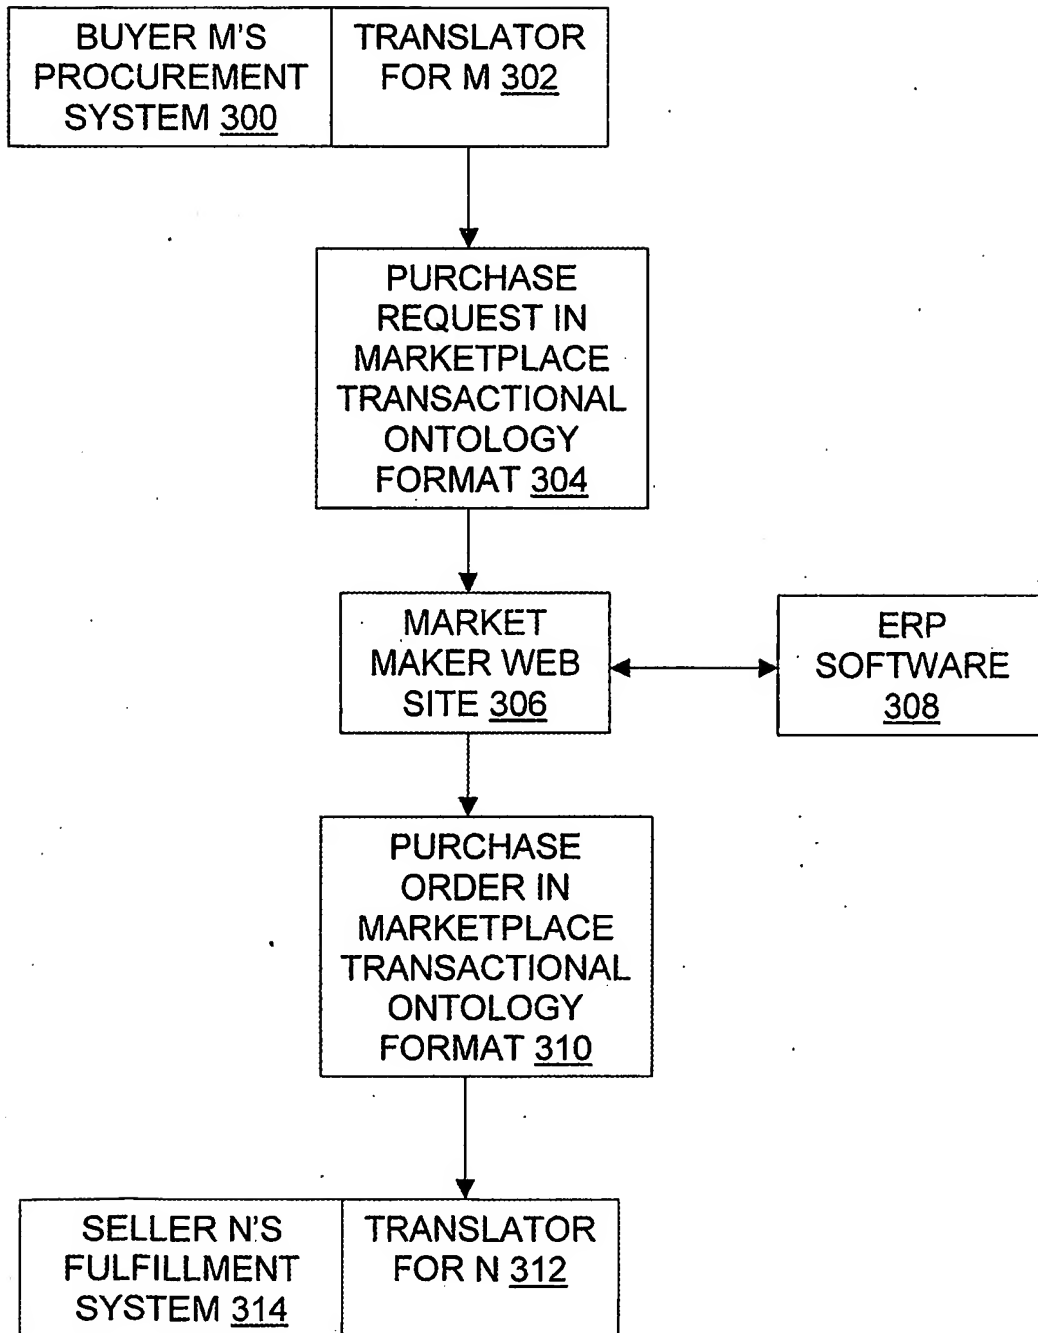 BUYER M'S
PROCUREMENT
SYSTEM 300
TRANSLATOR
FOR M 302
PURCHASE
REQUEST IN
MARKETPLACE
TRANSACTIONAL
ONTOLOGY
FORMAT 304
MARKET
MAKER WEB
SITE 306
ERP
SOFTWARE
308
PURCHASE
ORDER IN
MARKETPLACE
TRANSACTIONAL
ONTOLOGY
FORMAT 310
SELLER N'S
FULFILLMENT
SYSTEM 314
TRANSLATOR
FOR N 312